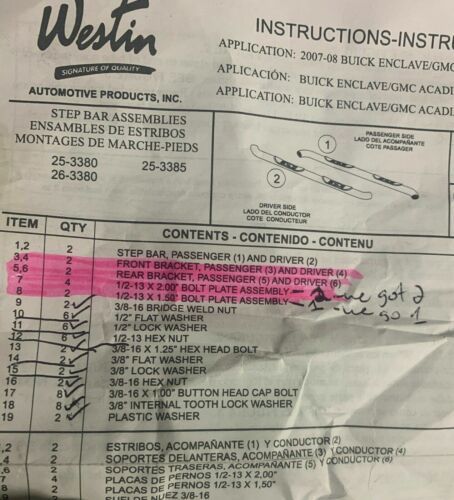 Westin
SIGNATURE OF QUALITY
AUTOMOTIVE PRODUCTS, INC.
INSTRUCTIONS-INSTRU
APPLICATION: 2007-08 BUICK ENCLAVE/GMC
APLICACIÓN: BUICK ENCLAVE/GMC ACADI
APPLICATION: BUICK ENCLAVE/GMC ACADI
STEP BAR ASSEMBLIES
ENSAMBLES DE ESTRIBOS
MONTAGES DE MARCHE-PIEDS
25-3380 25-3385
26-3380
PASSENGER SIDE
LADO DEL ACOMPAÑANTE
COTE PASSAGER
1
2
DRIVER SIDE
LADO DEL CONDUCTOR
COTE CONDUCTEUR
ITEM QTY CONTENTS - CONTENIDO - CONTENU
1,2 2 STEP BAR, PASSENGER (1) AND DRIVER (2)
3,4 2 FRONT BRACKET, PASSENGER (3) AND DRIVER (4)
5,6 2 REAR BRACKET, PASSENGER (5) AND DRIVER (6)
7 4 1/2-13 X 2.00" BOLT PLATE ASSEMBLY - 2 - we got 2
8 2 1/2-13 X 1.50" BOLT PLATE ASSEMBLY - 1 - we go 1
9 2 3/8-16 BRIDGE WELD NUT
10 6 1/2" FLAT WASHER
11 6 1/2" LOCK WASHER
12 6 1/2-13 HEX NUT
13 2 3/8-16 X 1.25" HEX HEAD BOLT
14 2 3/8" FLAT WASHER
15 2 3/8" LOCK WASHER
16 2 3/8-16 HEX NUT
17 8 3/8-16 X 1.00" BUTTON HEAD CAP BOLT
18 8 3/8" INTERNAL TOOTH LOCK WASHER
19 2 PLASTIC WASHER
,2 2 ESTRIBOS, ACOMPAÑANTE (1) Y CONDUCTOR (2)
,4 2 SOPORTES DELANTERAS, ACOMPAÑANTE (3) Y CONDUCTOR (4)
,6 2 SOPORTES TRASERAS, ACOMPAÑANTE (5) Y CONDUCTOR (6)
7 4 PLACAS DE PERNOS 1/2-13 X 2,00"
8 2 PLACAS DE PERNOS 1/2-13 X 1,50"
2 SUELDE NUEZ 3/8-16